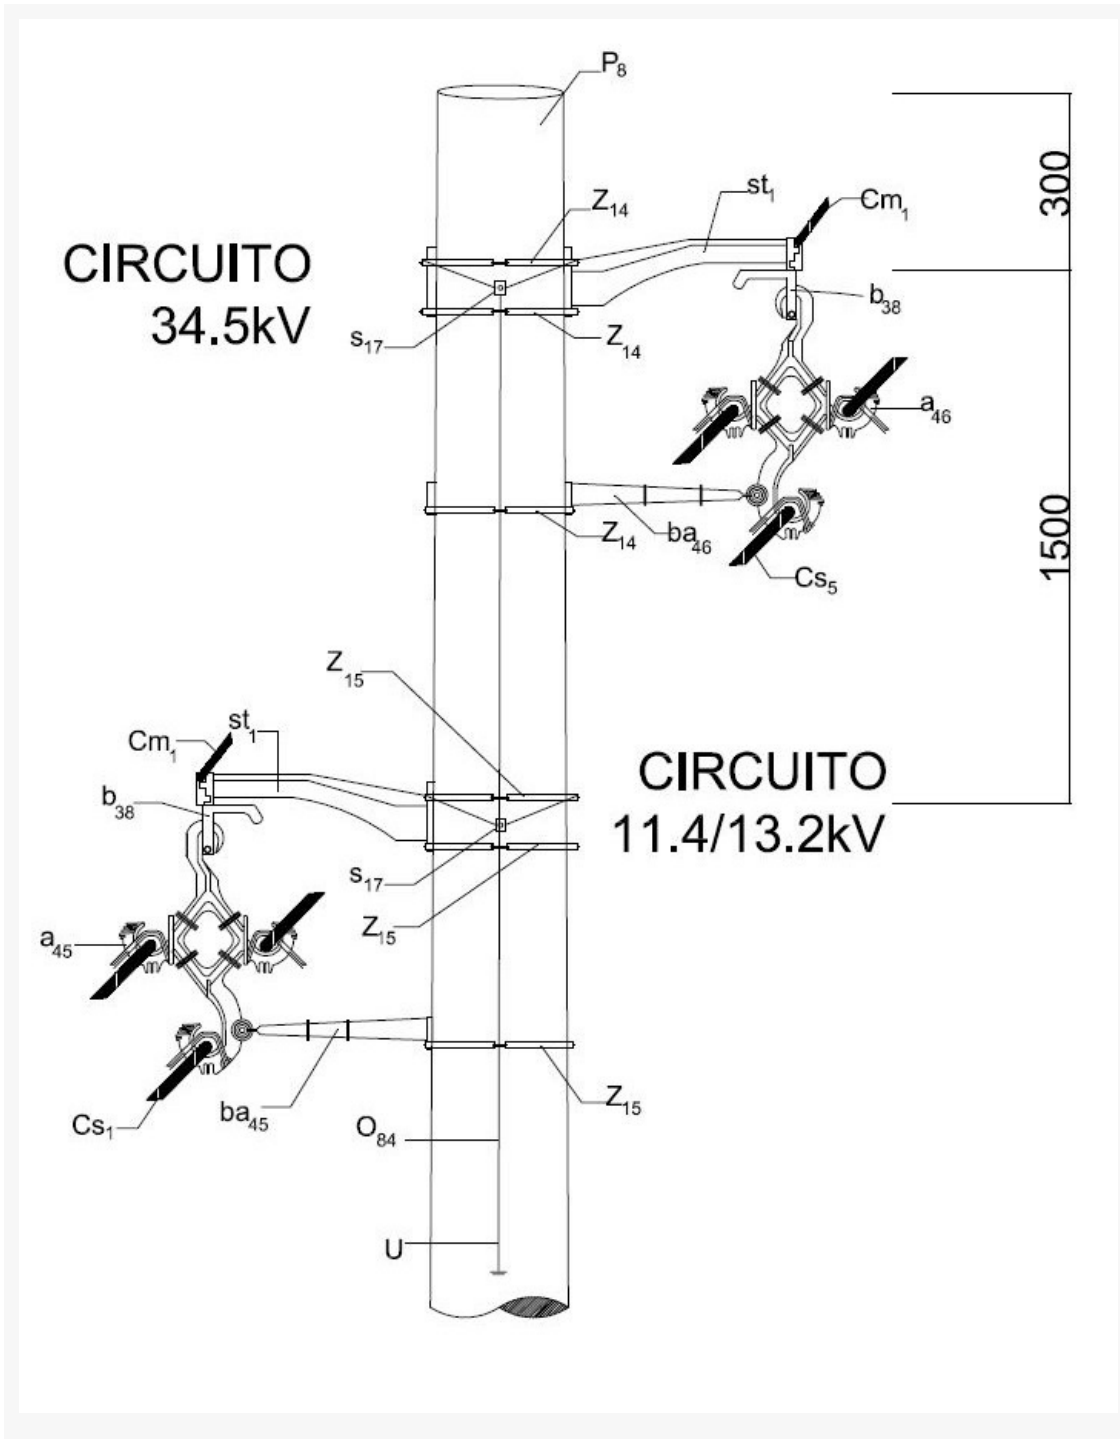 P8
300
Z14
st1
Cm1
CIRCUITO
34.5kV
b38
s17
Z14
a46
1500
Z14
ba46
Cs5
Z15
Cm1
st1
b38
CIRCUITO
11.4/13.2kV
s17
Z15
a45
Cs1
ba45
Z15
O84
U